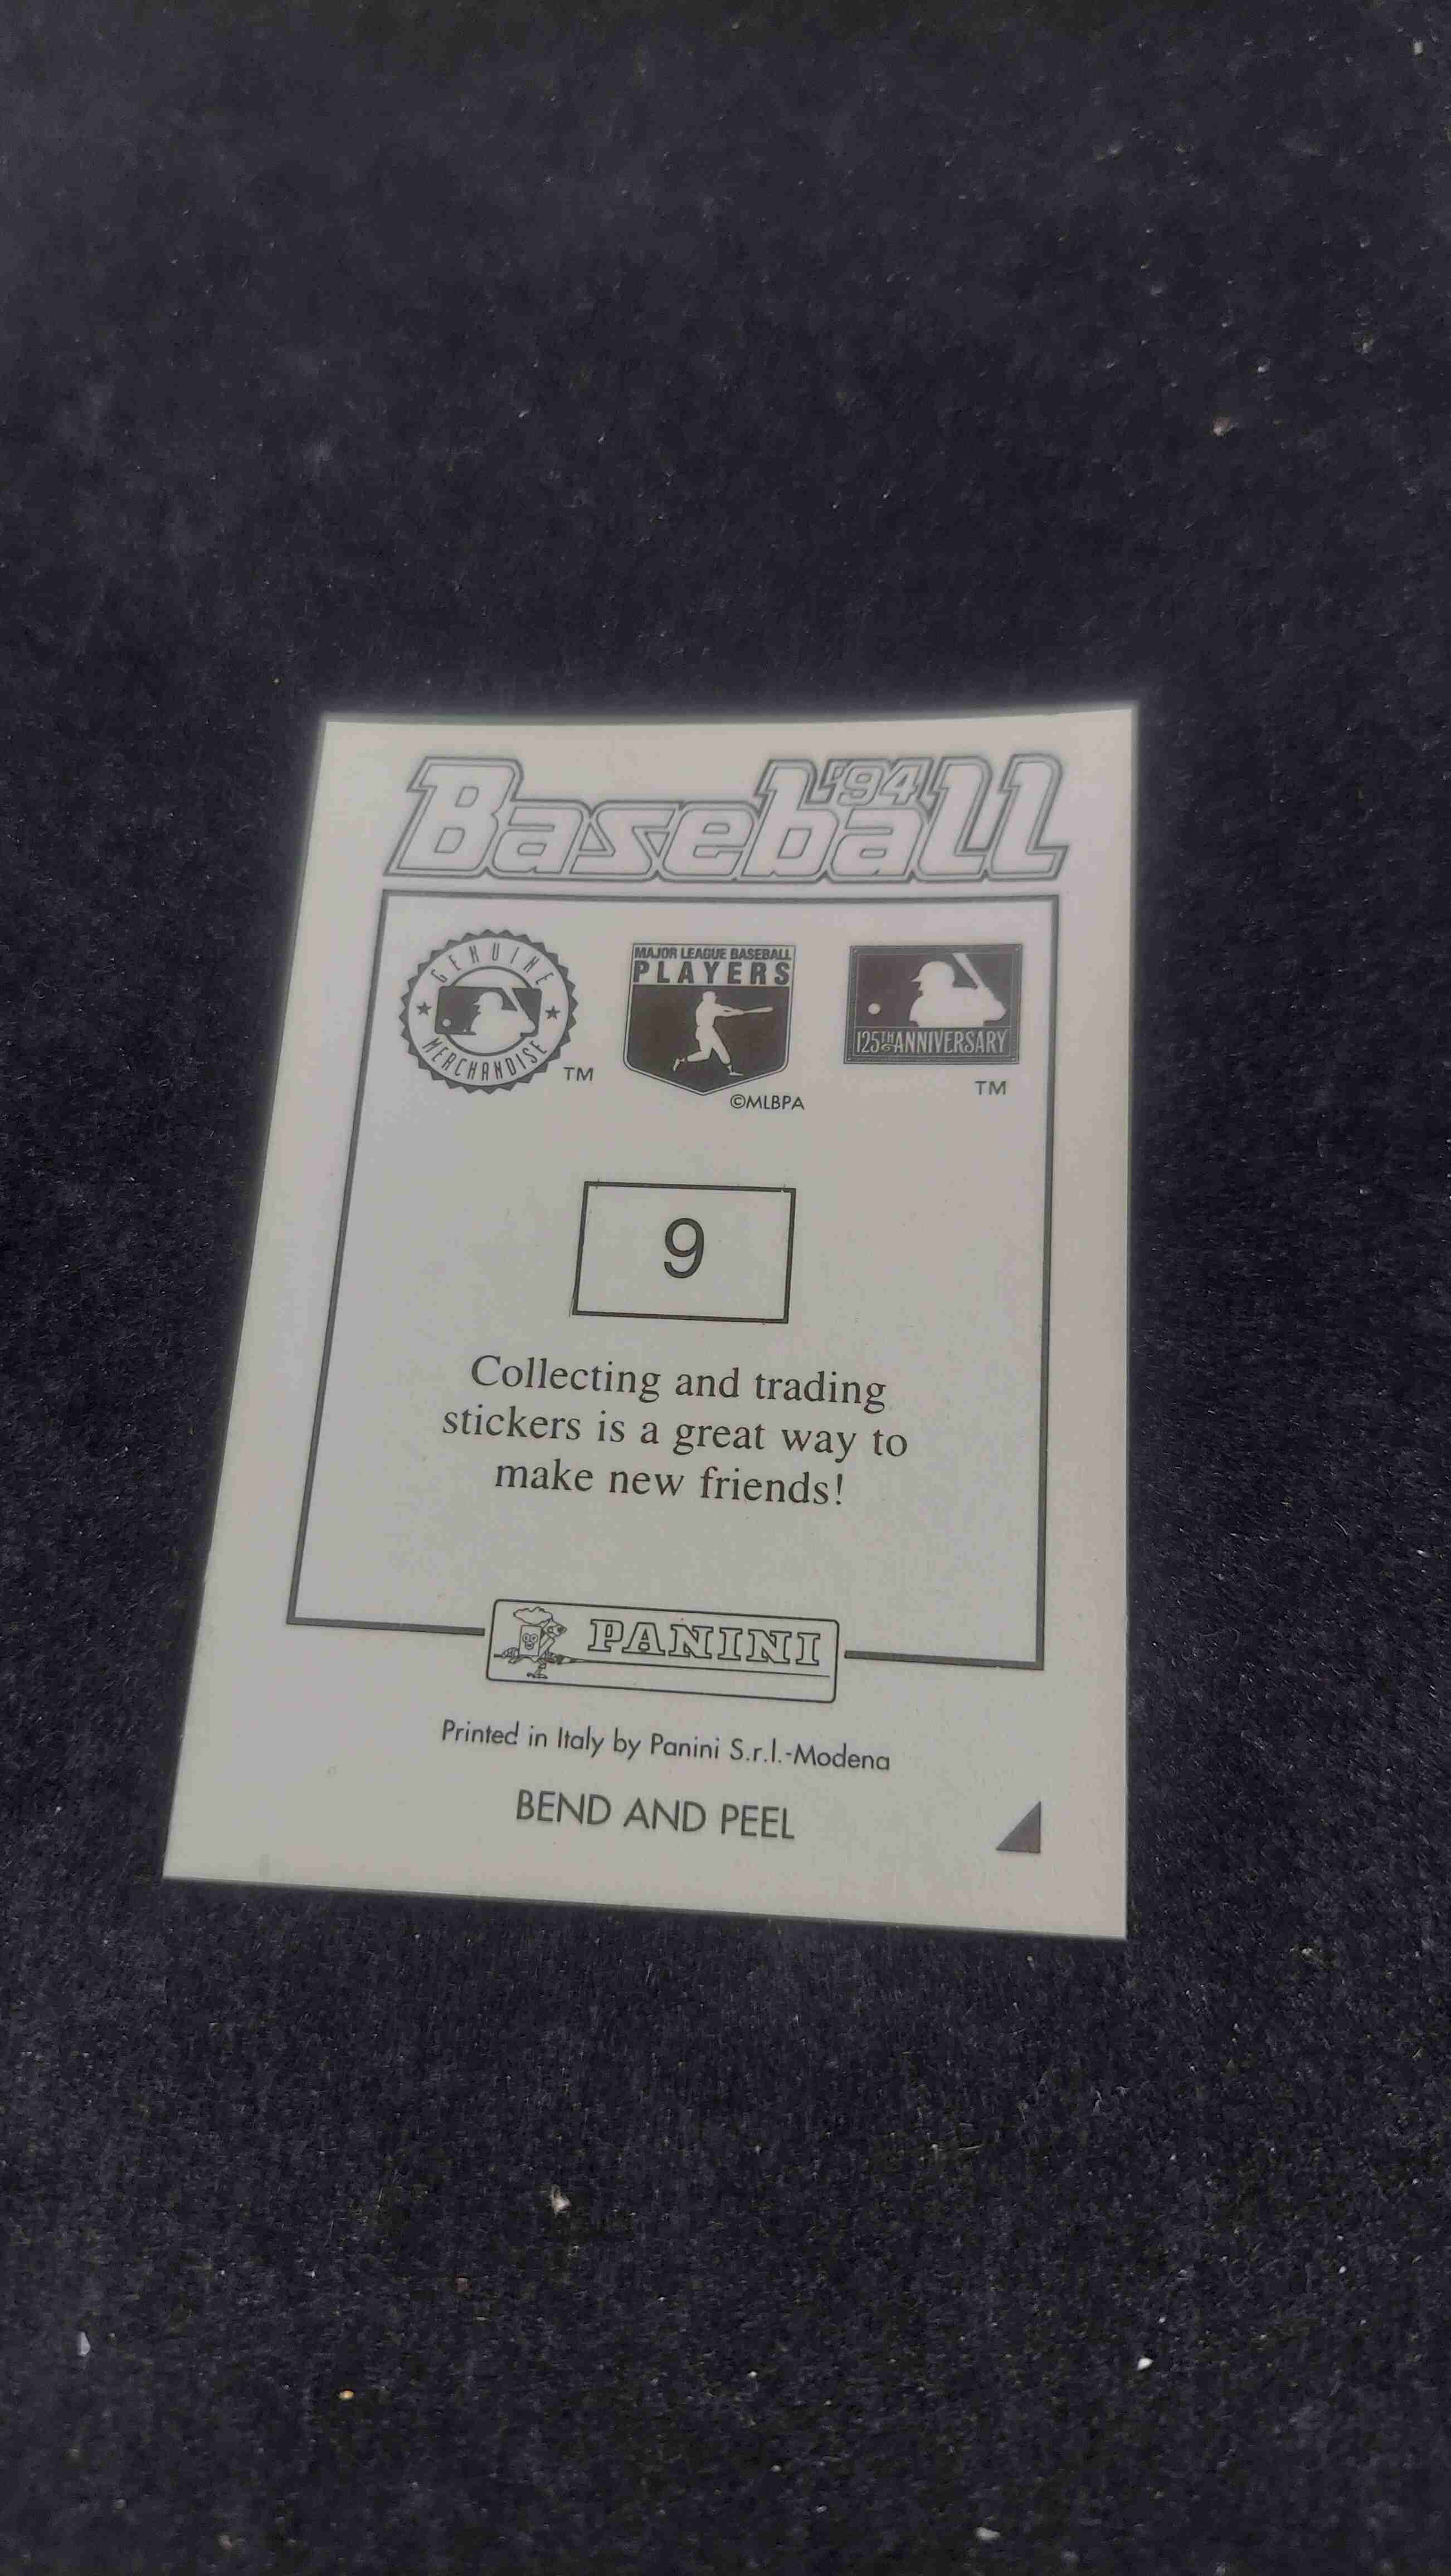 Baseball '94
GENUINE
MERCHANDISE
TM
MAJOR LEAGUE BASEBALL
PLAYERS
©MLBPA
125TH ANNIVERSARY
TM
9
Collecting and trading
stickers is a great way to
make new friends!
PANINI
Printed in Italy by Panini S.r.l.-Modena
BEND AND PEEL